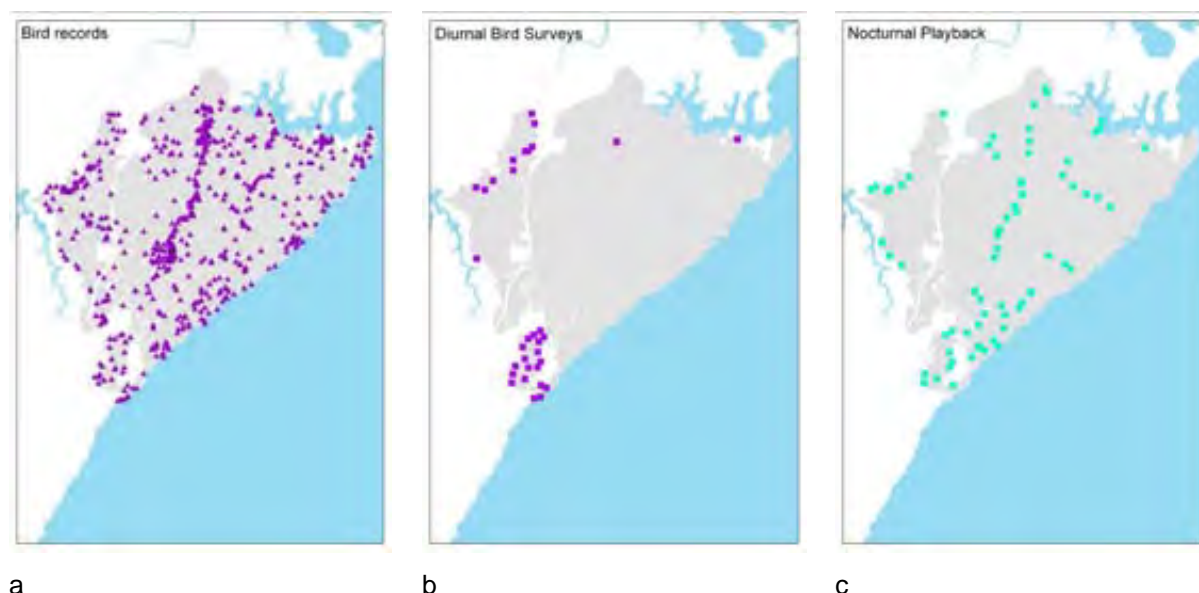 Bird records
Diurnal Bird Surveys
Nocturnal Playback
a
b
c